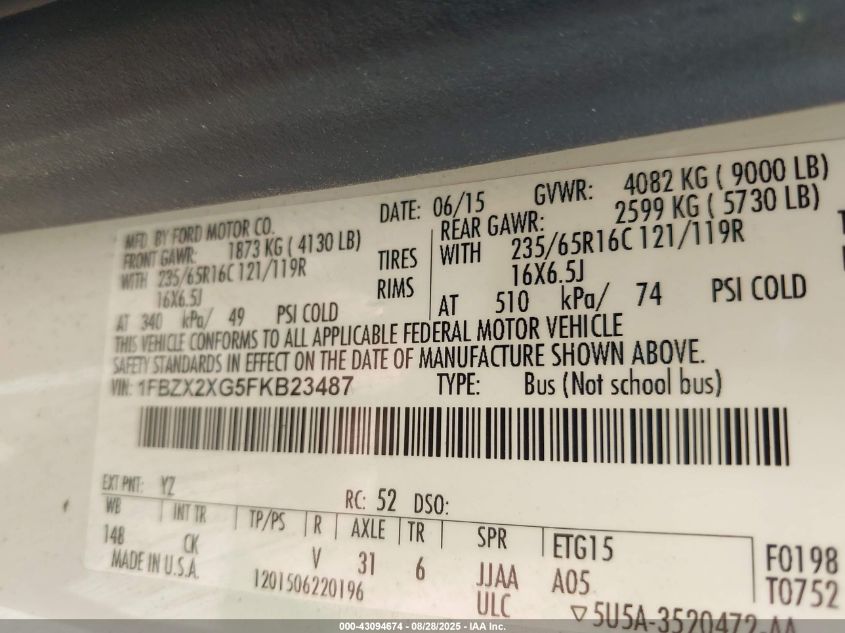 MFD. BY FORD MOTOR CO.
DATE: 06/15 GVWR: 4082 KG ( 9000 LB)
FRONT GAWR: 1873 KG ( 4130 LB)
REAR GAWR: 2599 KG ( 5730 LB)
WITH 235/65R16C 121/119R TIRES WITH 235/65R16C 121/119R
16X6.5J RIMS 16X6.5J
AT 340 kPa/ 49 PSI COLD AT 510 kPa/ 74 PSI COLD
THIS VEHICLE CONFORMS TO ALL APPLICABLE FEDERAL MOTOR VEHICLE
SAFETY STANDARDS IN EFFECT ON THE DATE OF MANUFACTURE SHOWN ABOVE.
VIN: 1FBZX2XG5FKB23487 TYPE: Bus (Not School bus)
EXT PNT: YZ RC: 52 DSO:
WB INT TR TP/PS R AXLE TR SPR ETG15
148 CK V 31 6 JJAA A05 F0198
MADE IN U.S.A. 1201506220196 ULC T0752
▽5U5A-3520472-AA
000-43094674 - 08/28/2025 - IAA Inc.